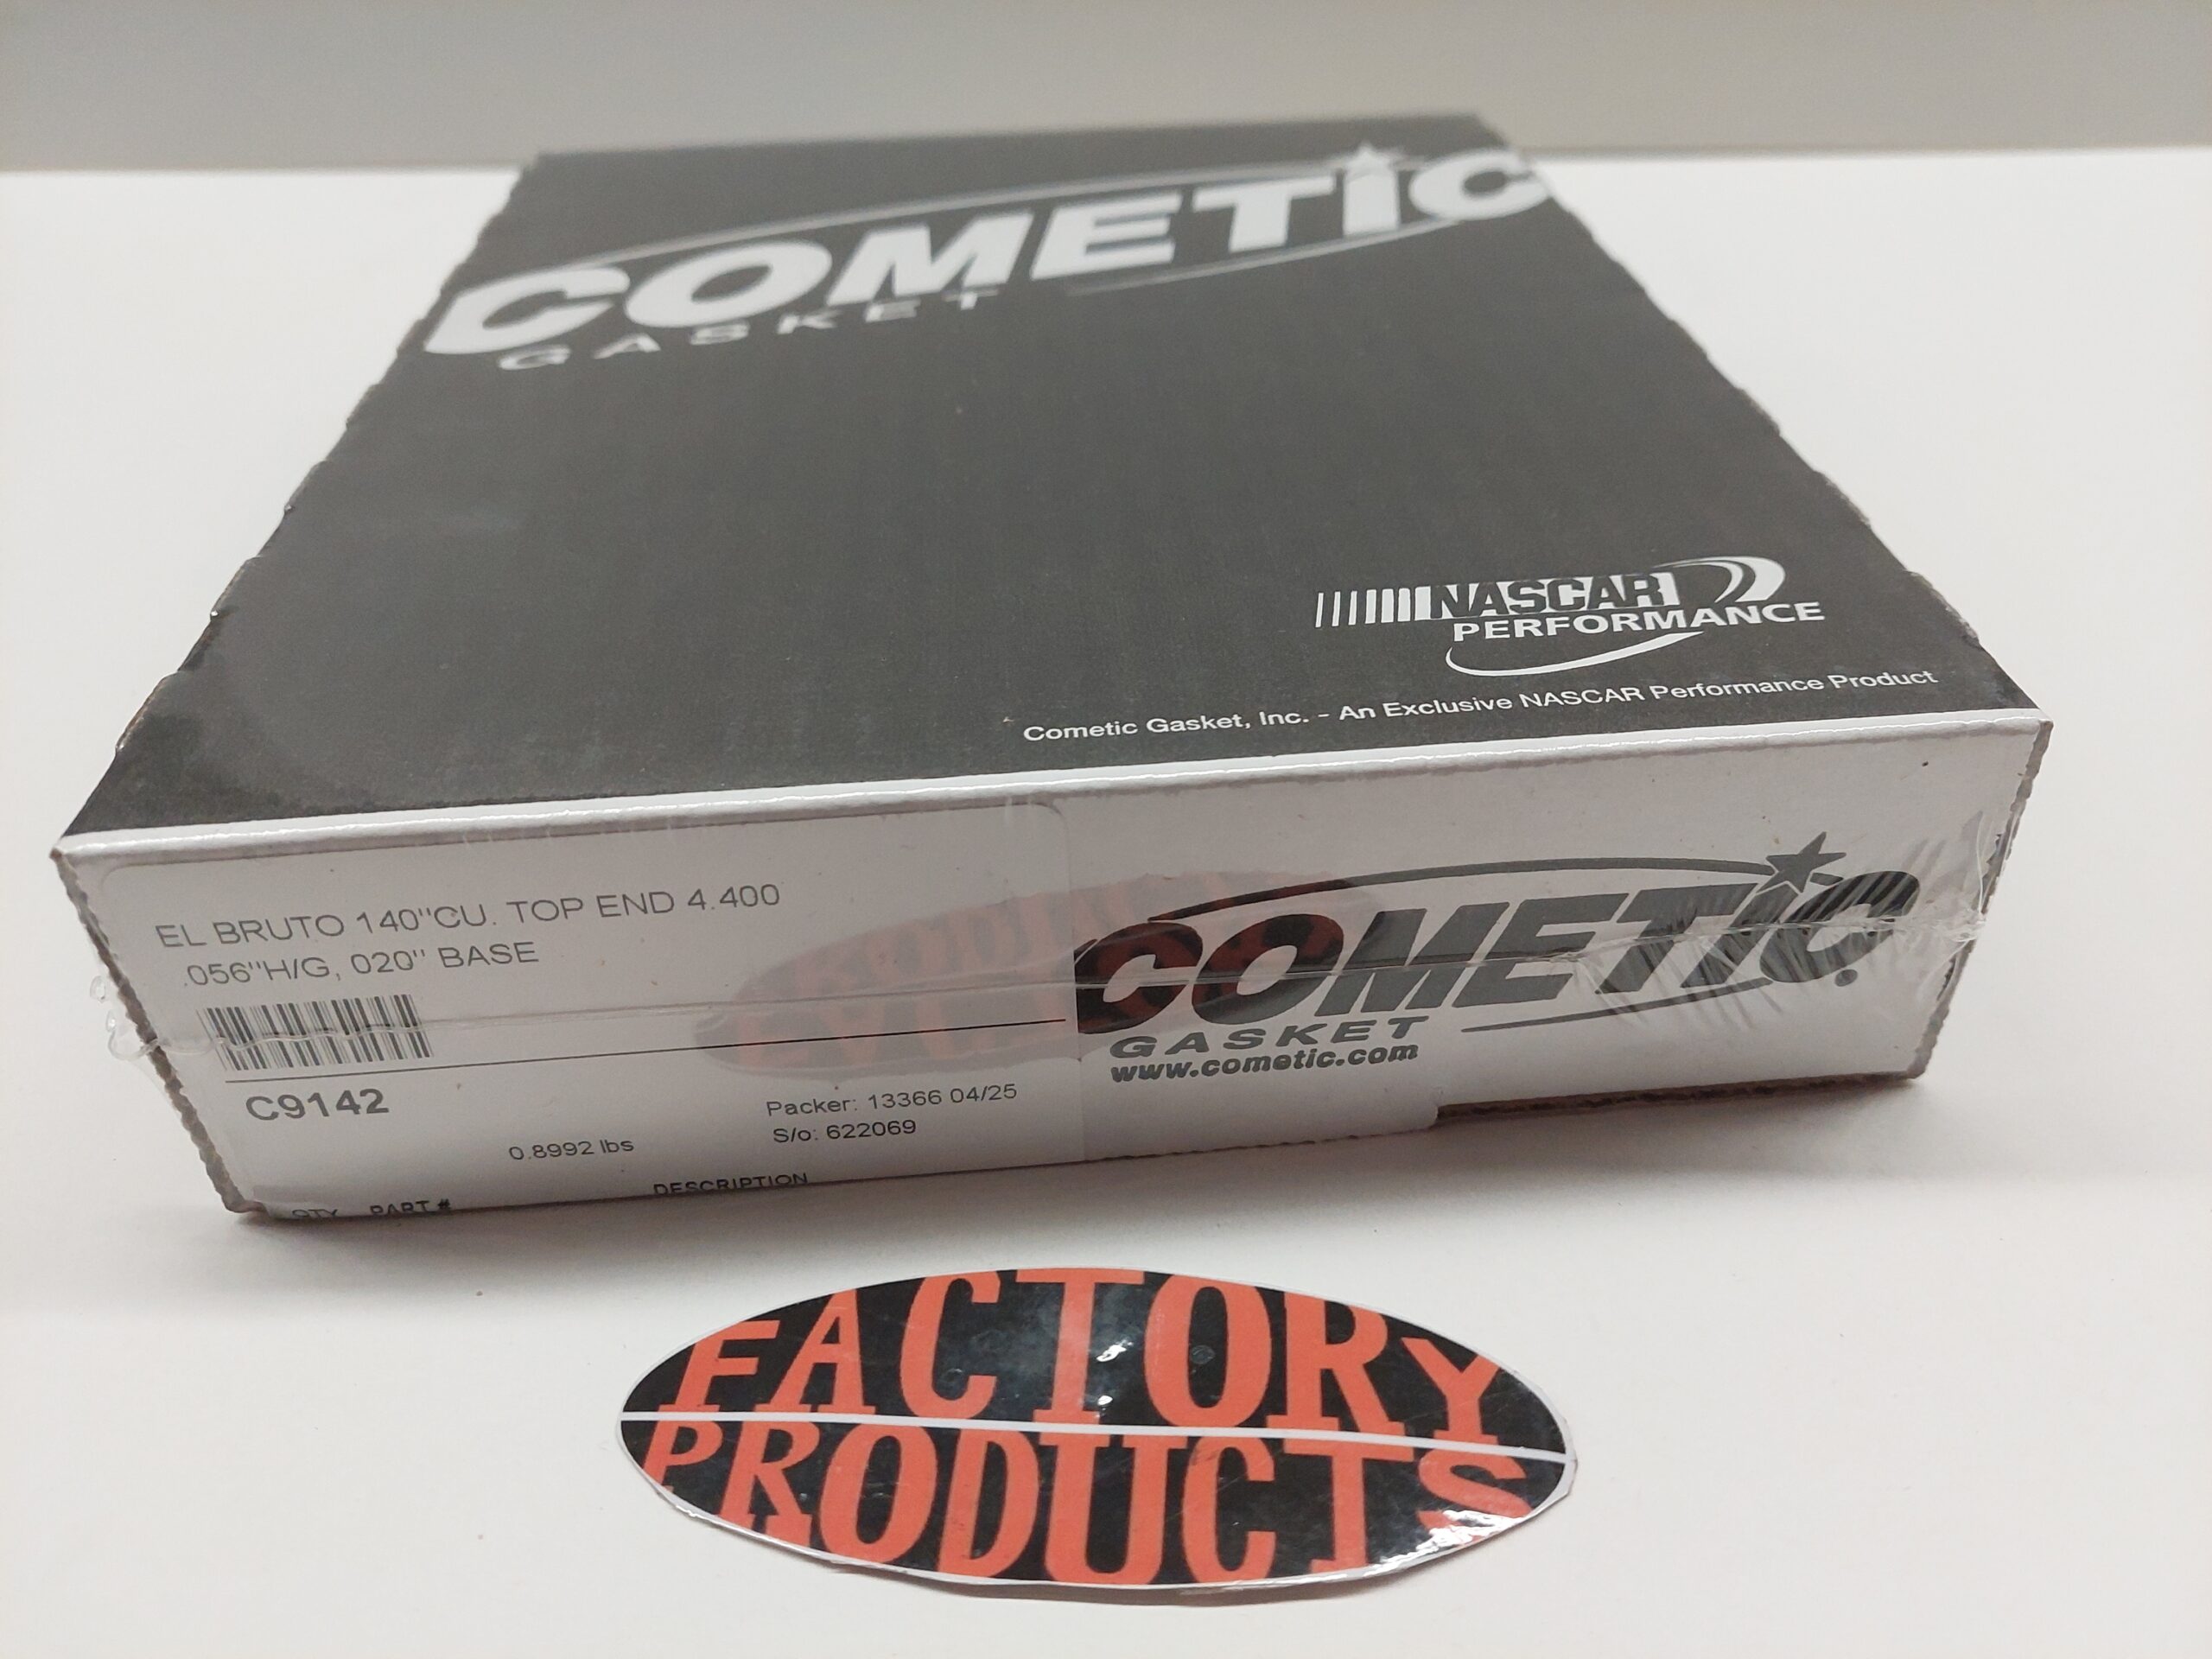 COMETIC
GASKET
NASCAR
PERFORMANCE
Cometic Gasket, Inc. - An Exclusive NASCAR Performance Product
EL BRUTO 140"CU. TOP END 4.400
.056"H/G, 020" BASE
C9142
0.8992 lbs
Packer: 13366 04/25
S/o: 622069
QTY PART # DESCRIPTION
COMETIC
GASKET
www.cometic.com
FACTORY
PRODUCTS